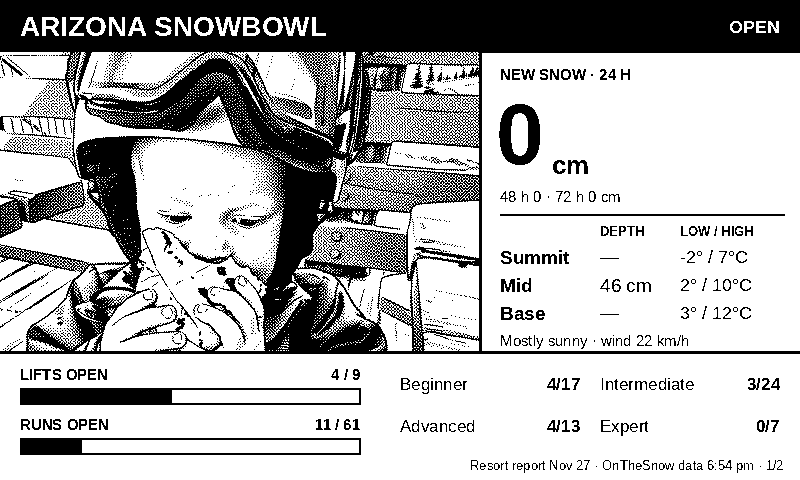 ARIZONA SNOWBOWL
OPEN
NEW SNOW · 24 H
0 cm
48 h 0 · 72 h 0 cm
DEPTH LOW / HIGH
Summit — -2° / 7°C
Mid 46 cm 2° / 10°C
Base — 3° / 12°C
Mostly sunny · wind 22 km/h
LIFTS OPEN 4 / 9
RUNS OPEN 11 / 61
Beginner 4/17 Intermediate 3/24
Advanced 4/13 Expert 0/7
Resort report Nov 27 · OnTheSnow data 6:54 pm · 1/2